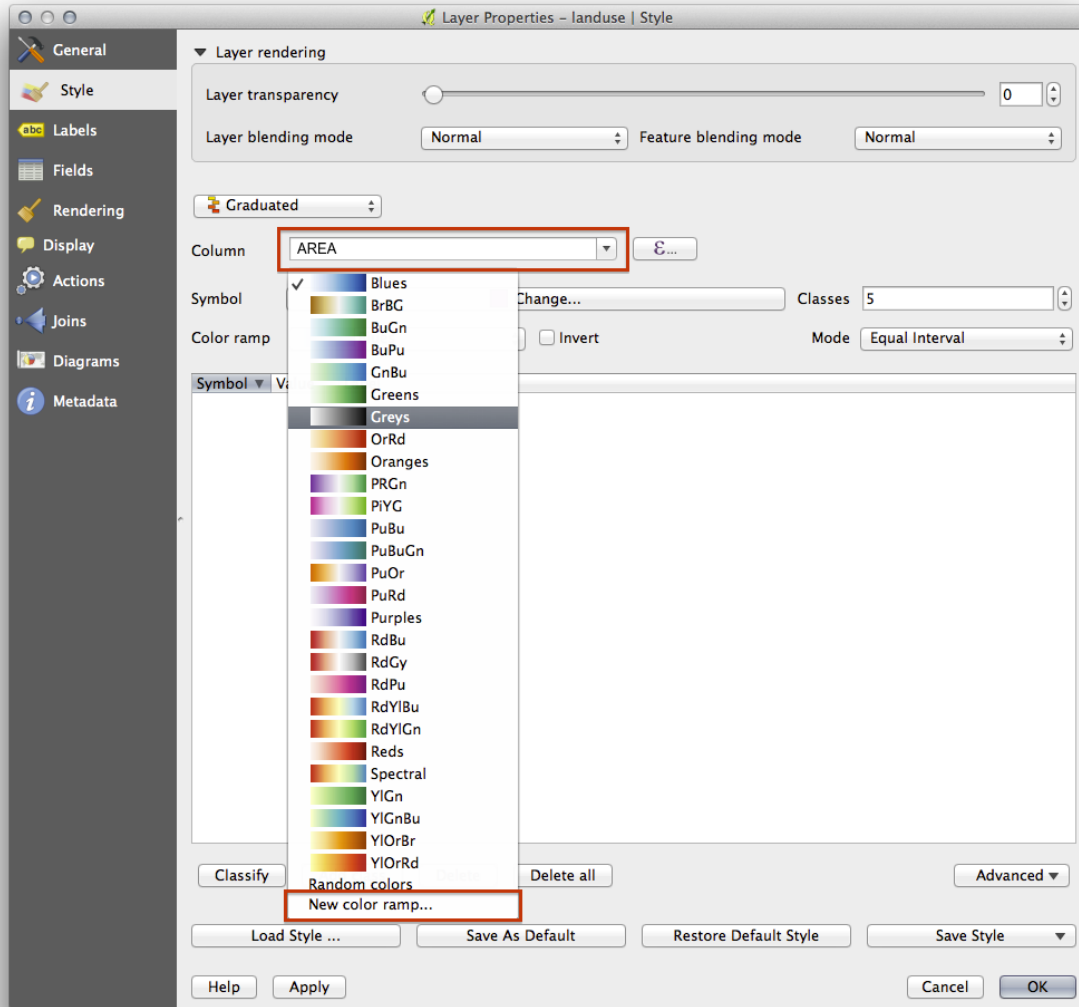 Layer Properties – landuse | Style
General
Style
Labels
Fields
Rendering
Display
Actions
Joins
Diagrams
Metadata
abc
Layer rendering
Layer transparency 0
Layer blending mode Normal Feature blending mode Normal
Graduated
Column AREA ε...
Symbol Change... Classes 5
Color ramp Invert Mode Equal Interval
Symbol
Blues
BrBG
BuGn
BuPu
GnBu
Greens
Greys
OrRd
Oranges
PRGn
PiYG
PuBu
PuBuGn
PuOr
PuRd
Purples
RdBu
RdGy
RdPu
RdYlBu
RdYlGn
Reds
Spectral
YlGn
YlGnBu
YlOrBr
YlOrRd
Random colors
New color ramp...
Classify Delete all Advanced
Load Style ... Save As Default Restore Default Style Save Style
Help Apply Cancel OK